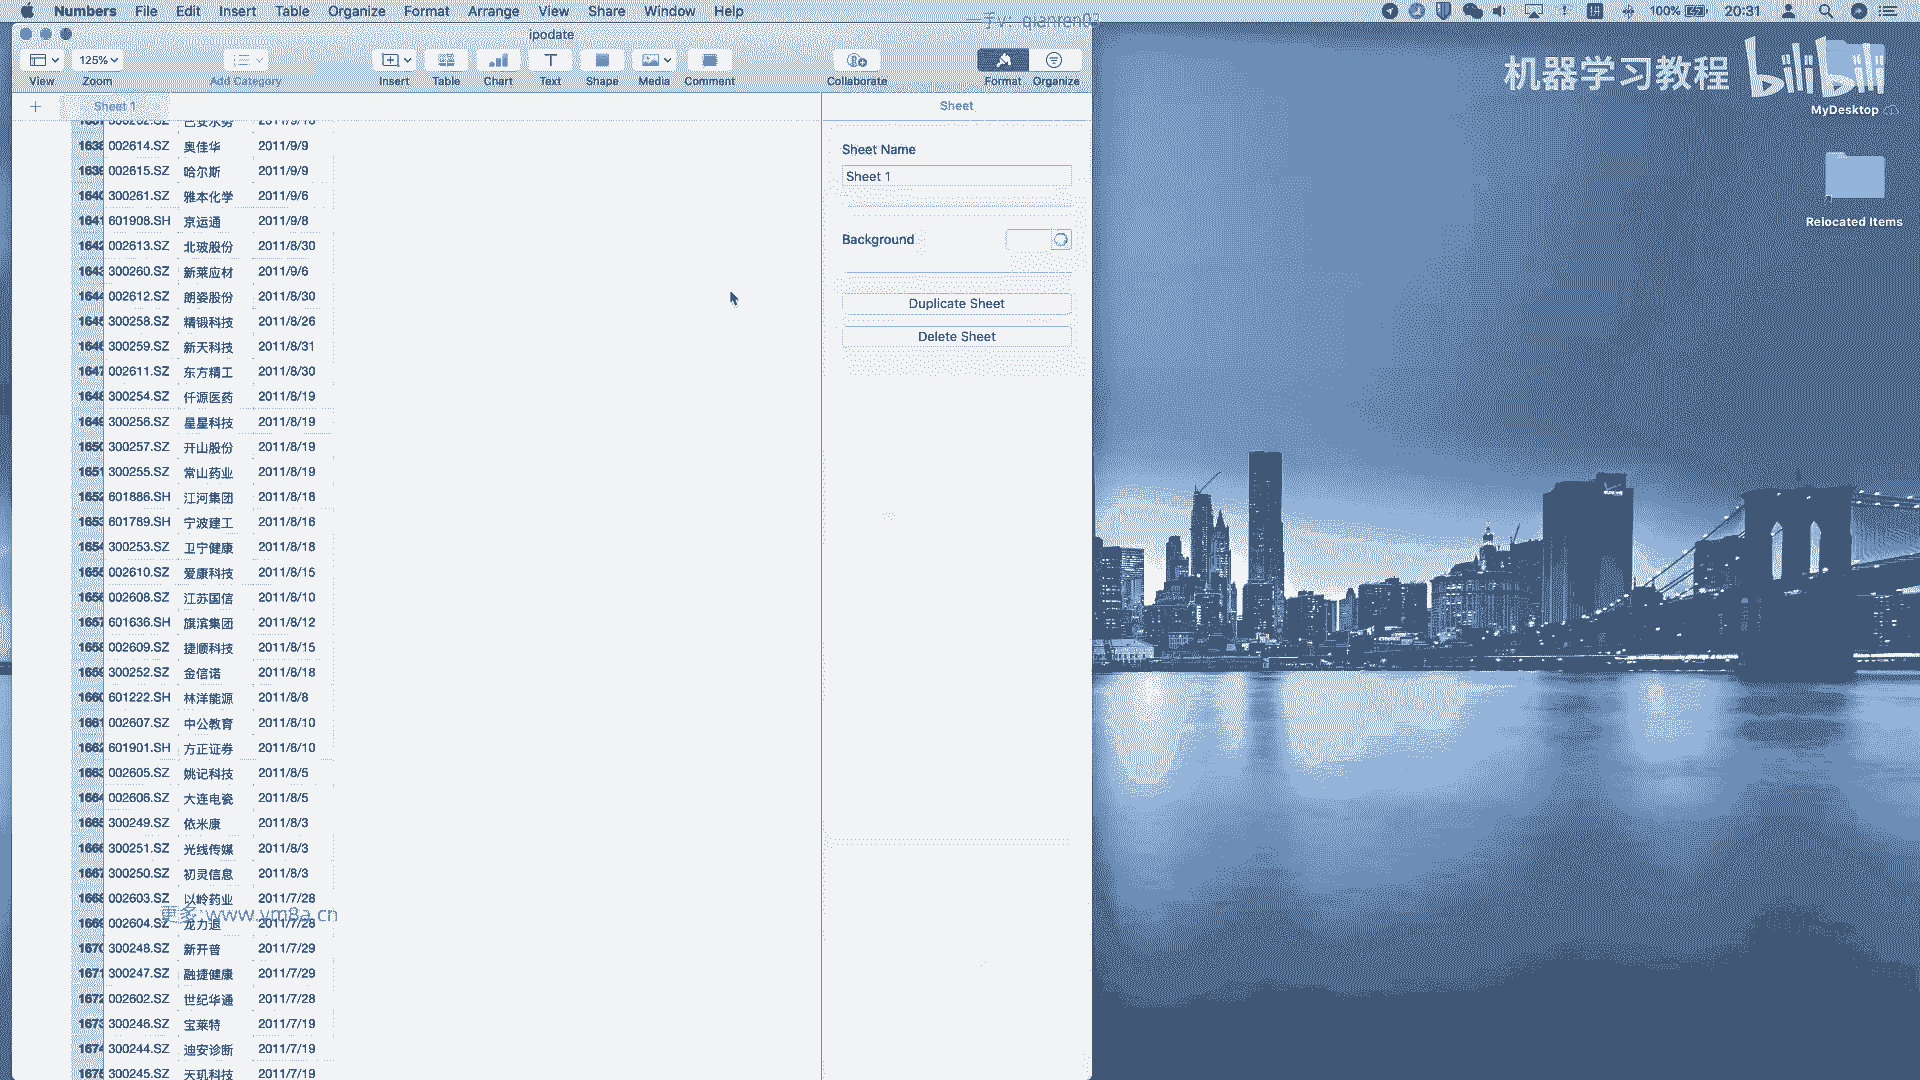 Numbers File Edit Insert Table Organize Format Arrange View Share Window Help 100% 20:31
一手v：qianren02
ipodate
125%
View Zoom Add Category Insert Table Chart Text Shape Media Comment Collaborate Format Organize
机器学习教程 bilibili
MyDesktop
Relocated Items
Sheet 1
Sheet
Sheet Name
Sheet 1
Background
Duplicate Sheet
Delete Sheet
300262.SZ 巴安水务
1638 002614.SZ 奥佳华 2011/9/9
1639 002615.SZ 哈尔斯 2011/9/9
1640 300261.SZ 雅本化学 2011/9/6
1641 601908.SH 京运通 2011/9/8
1642 002613.SZ 北玻股份 2011/8/30
1643 300260.SZ 新莱应材 2011/9/6
1644 002612.SZ 朗姿股份 2011/8/30
1645 300258.SZ 精锻科技 2011/8/26
1646 300259.SZ 新天科技 2011/8/31
1647 002611.SZ 东方精工 2011/8/30
1648 300254.SZ 仟源医药 2011/8/19
1649 300256.SZ 星星科技 2011/8/19
1650 300257.SZ 开山股份 2011/8/19
1651 300255.SZ 常山药业 2011/8/19
1652 601886.SH 江河集团 2011/8/18
1653 601789.SH 宁波建工 2011/8/16
1654 300253.SZ 卫宁健康 2011/8/18
1655 002610.SZ 爱康科技 2011/8/15
1656 002608.SZ 江苏国信 2011/8/10
1657 601636.SH 旗滨集团 2011/8/12
1658 002609.SZ 捷顺科技 2011/8/15
1659 300252.SZ 金信诺 2011/8/18
1660 601222.SH 林洋能源 2011/8/8
1661 002607.SZ 中公教育 2011/8/10
1662 601901.SH 方正证券 2011/8/10
1663 002605.SZ 姚记科技 2011/8/5
1664 002606.SZ 大连电瓷 2011/8/5
1665 300249.SZ 依米康 2011/8/3
1666 300251.SZ 光线传媒 2011/8/3
1667 300250.SZ 初灵信息 2011/8/3
1668 002603.SZ 以岭药业 2011/7/28
更多:www.ym8a.cn
1669 002604.SZ 龙力退 2011/7/28
1670 300248.SZ 新开普 2011/7/29
1671 300247.SZ 融捷健康 2011/7/29
1672 002602.SZ 世纪华通 2011/7/28
1673 300246.SZ 宝莱特 2011/7/19
1674 300244.SZ 迪安诊断 2011/7/19
1675 300245.SZ 天玑科技 2011/7/19